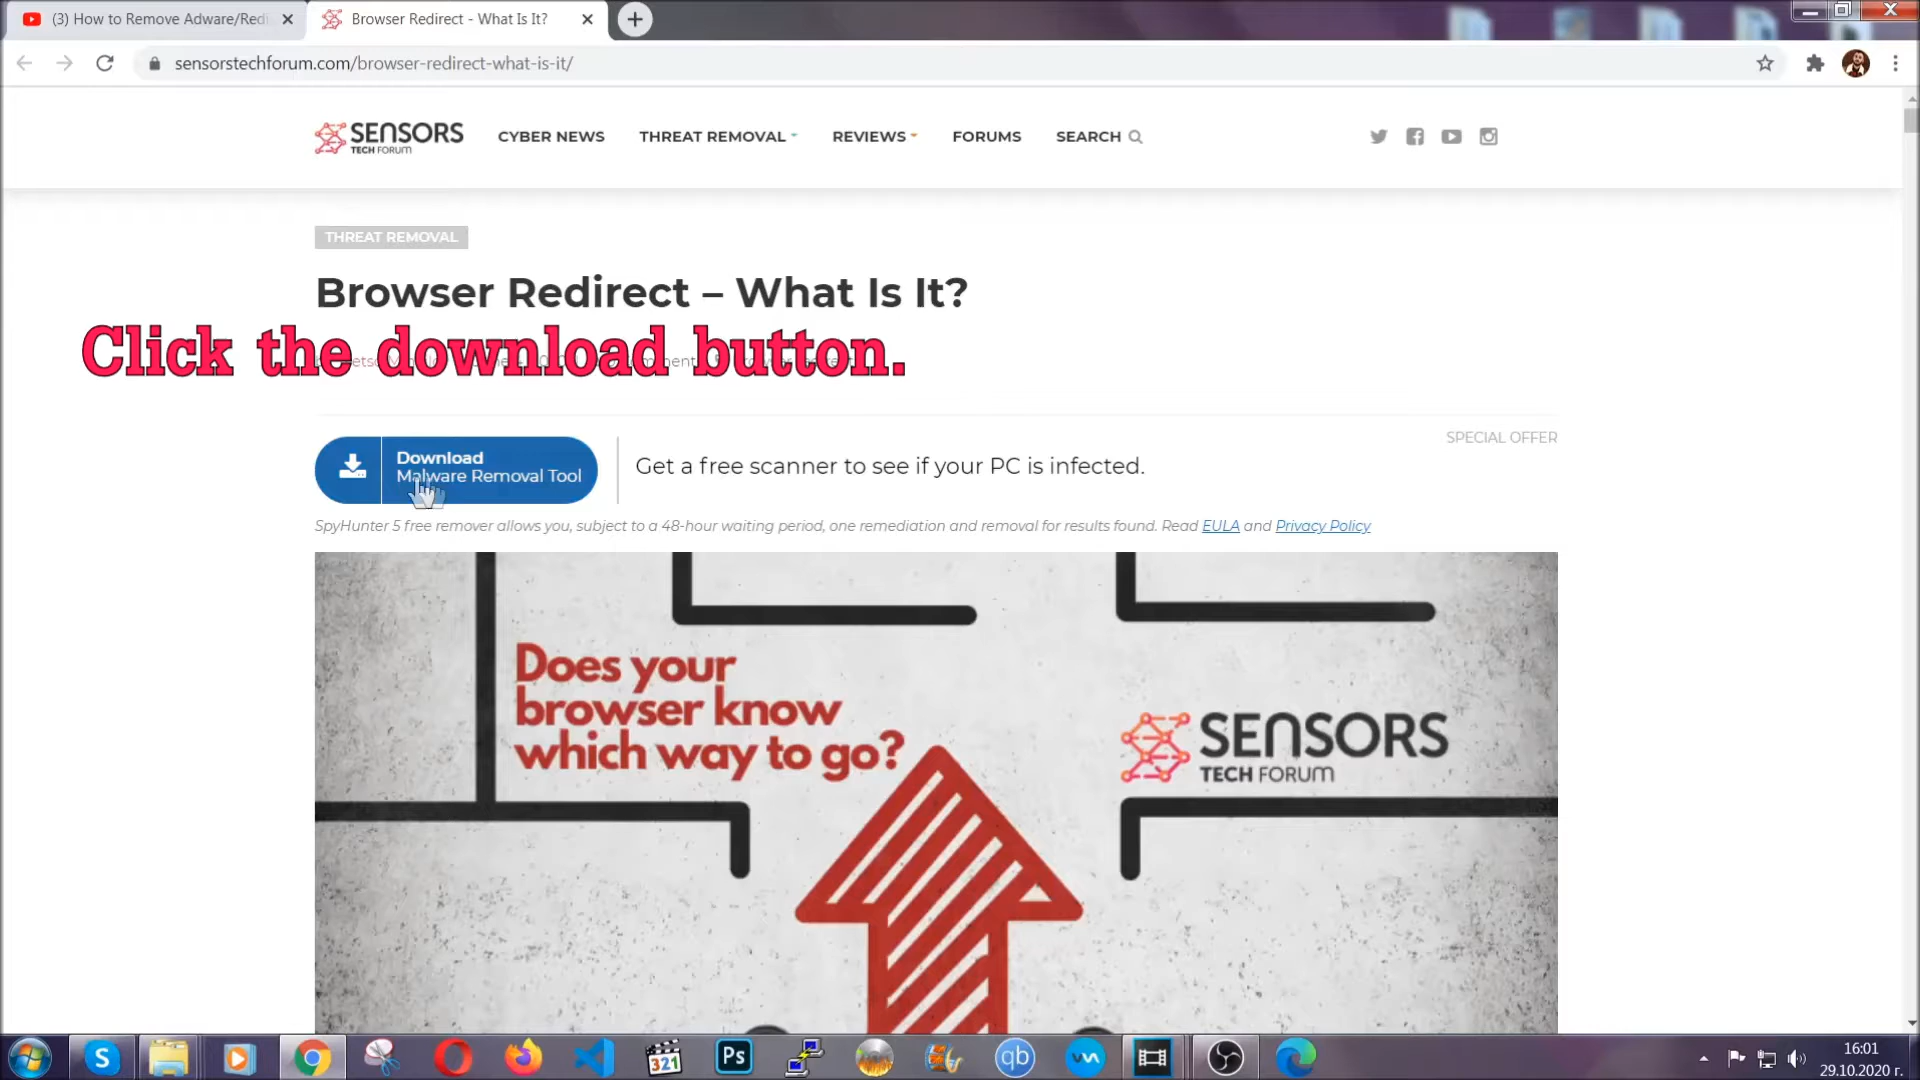 (3) How to Remove Adware/Redi
Browser Redirect - What Is It?
sensorstechforum.com/browser-redirect-what-is-it/
SENSORS
TECH FORUM
CYBER NEWS
THREAT REMOVAL
REVIEWS
FORUMS
SEARCH
THREAT REMOVAL
Browser Redirect – What Is It?
Click the download button.
SPECIAL OFFER
Download
Malware Removal Tool
Get a free scanner to see if your PC is infected.
SpyHunter 5 free remover allows you, subject to a 48-hour waiting period, one remediation and removal for results found. Read EULA and Privacy Policy
Does your
browser know
which way to go?
SENSORS
TECH FORUM
S
321
Ps
qb
16:01
29.10.2020 г.